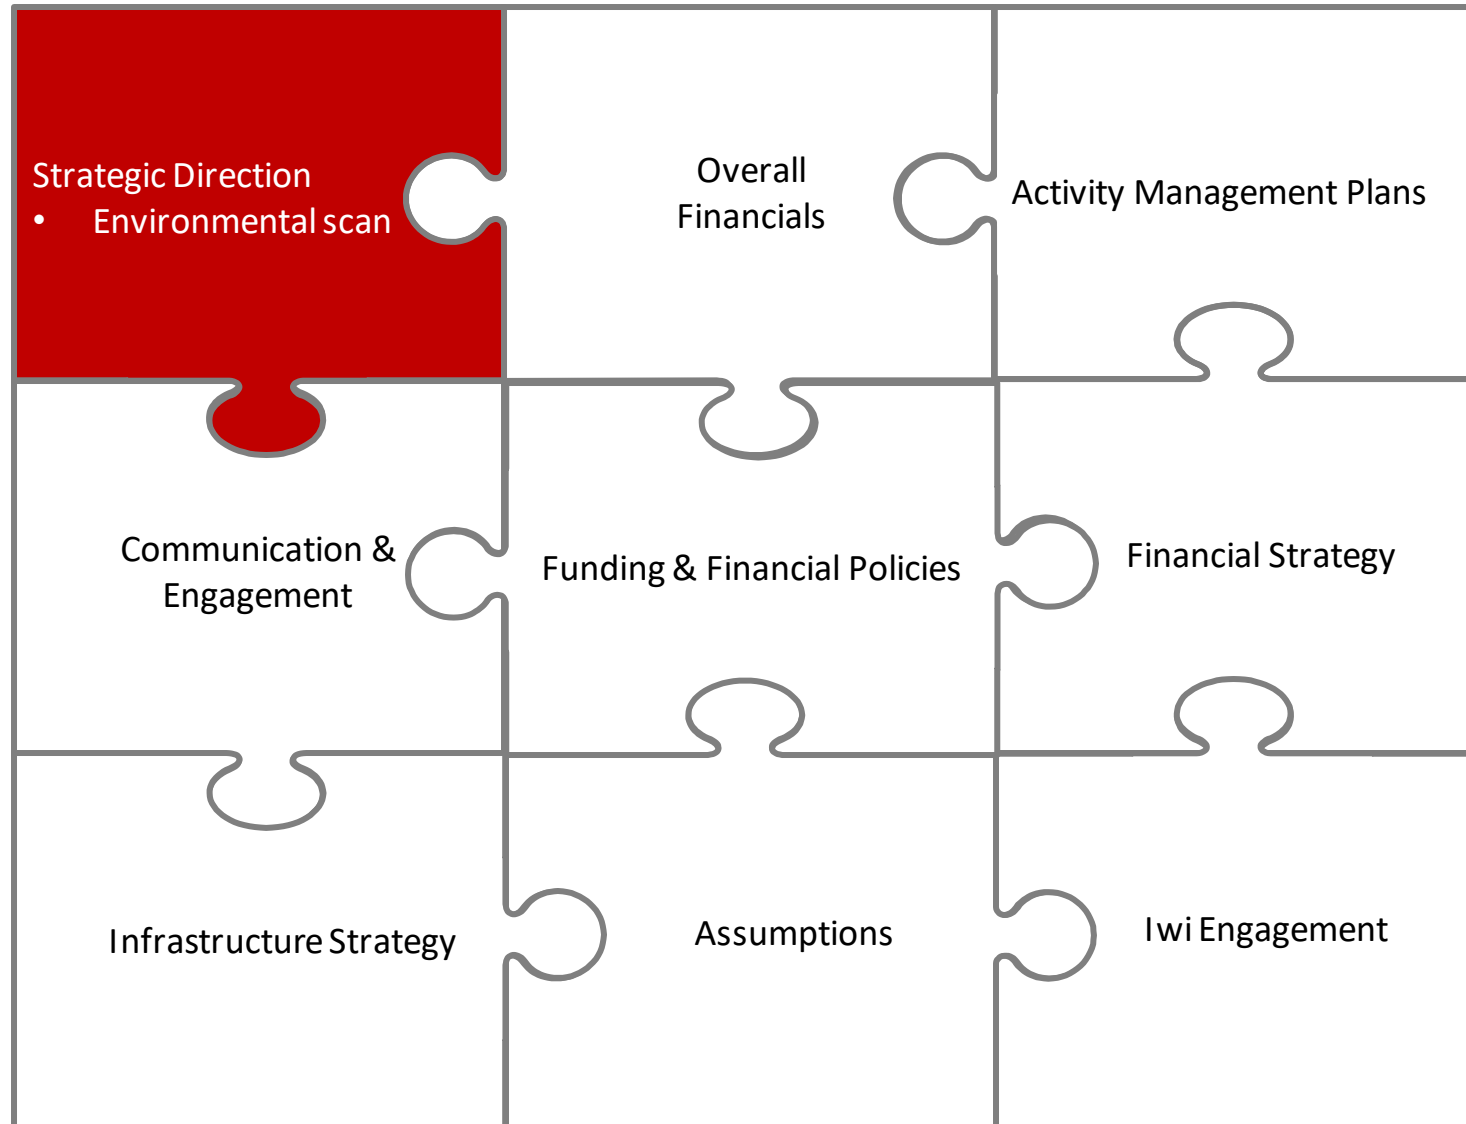 Strategic Direction
• Environmental scan
Overall
Financials
Activity Management Plans
Communication &
Engagement
Funding & Financial Policies
Financial Strategy
Infrastructure Strategy
Assumptions
Iwi Engagement